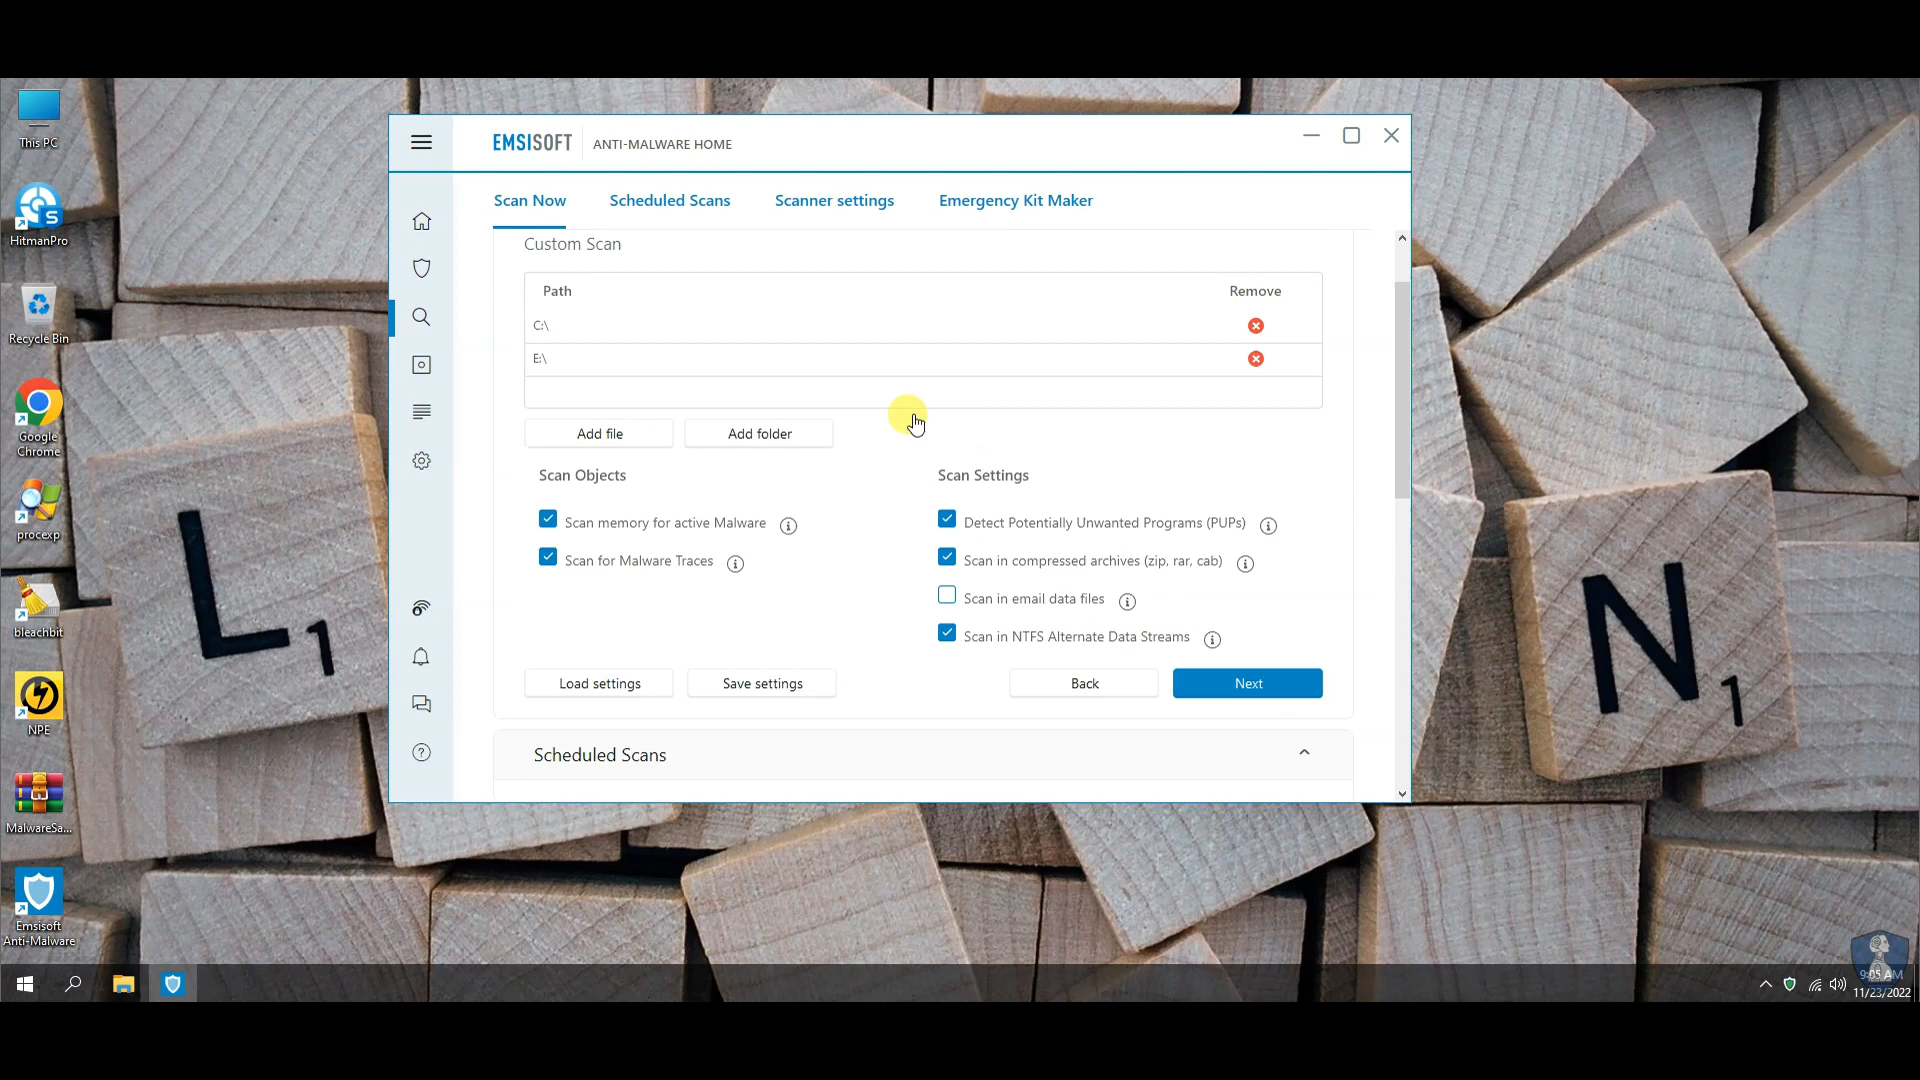 This PC
HitmanPro
Recycle Bin
Google
Chrome
procexp
bleachbit
NPE
MalwareSa...
Emsisoft
Anti-Malware
EMSISOFT ANTI-MALWARE HOME
Scan Now Scheduled Scans Scanner settings Emergency Kit Maker
Custom Scan
Path Remove
C:\
E:\
Add file Add folder
Scan Objects
Scan memory for active Malware
Scan for Malware Traces
Scan Settings
Detect Potentially Unwanted Programs (PUPs)
Scan in compressed archives (zip, rar, cab)
Scan in email data files
Scan in NTFS Alternate Data Streams
Load settings Save settings Back Next
Scheduled Scans
L1
N1
9:05 AM
11/23/2022